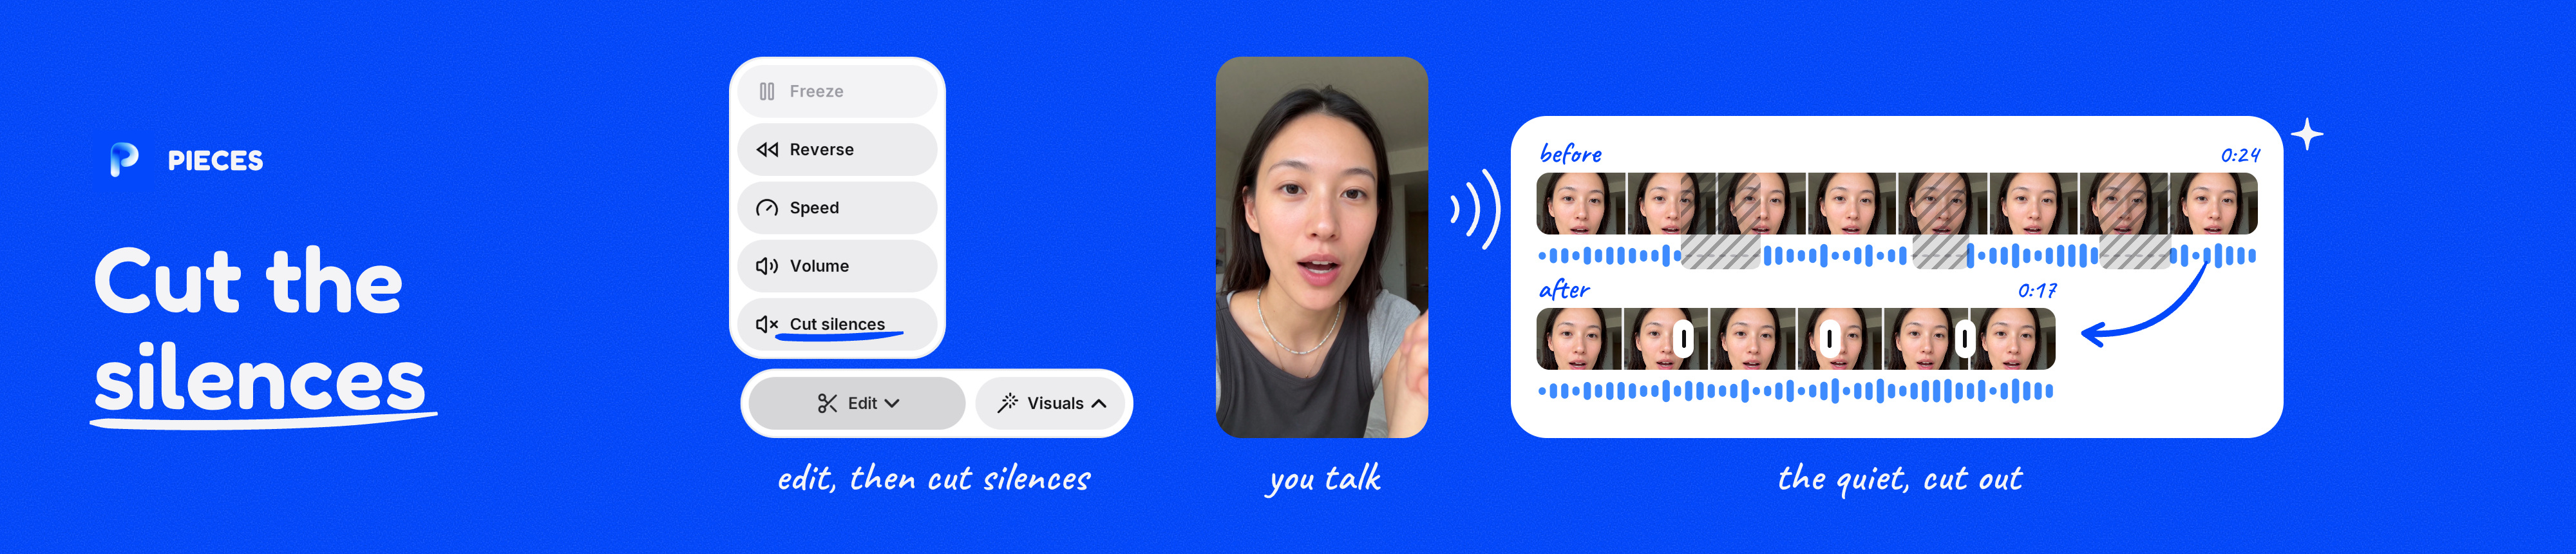 PIECES
Cut the
silences
Freeze
Reverse
Speed
Volume
Cut silences
Edit
Visuals
edit, then cut silences
you talk
before
0:24
after
0:17
the quiet, cut out